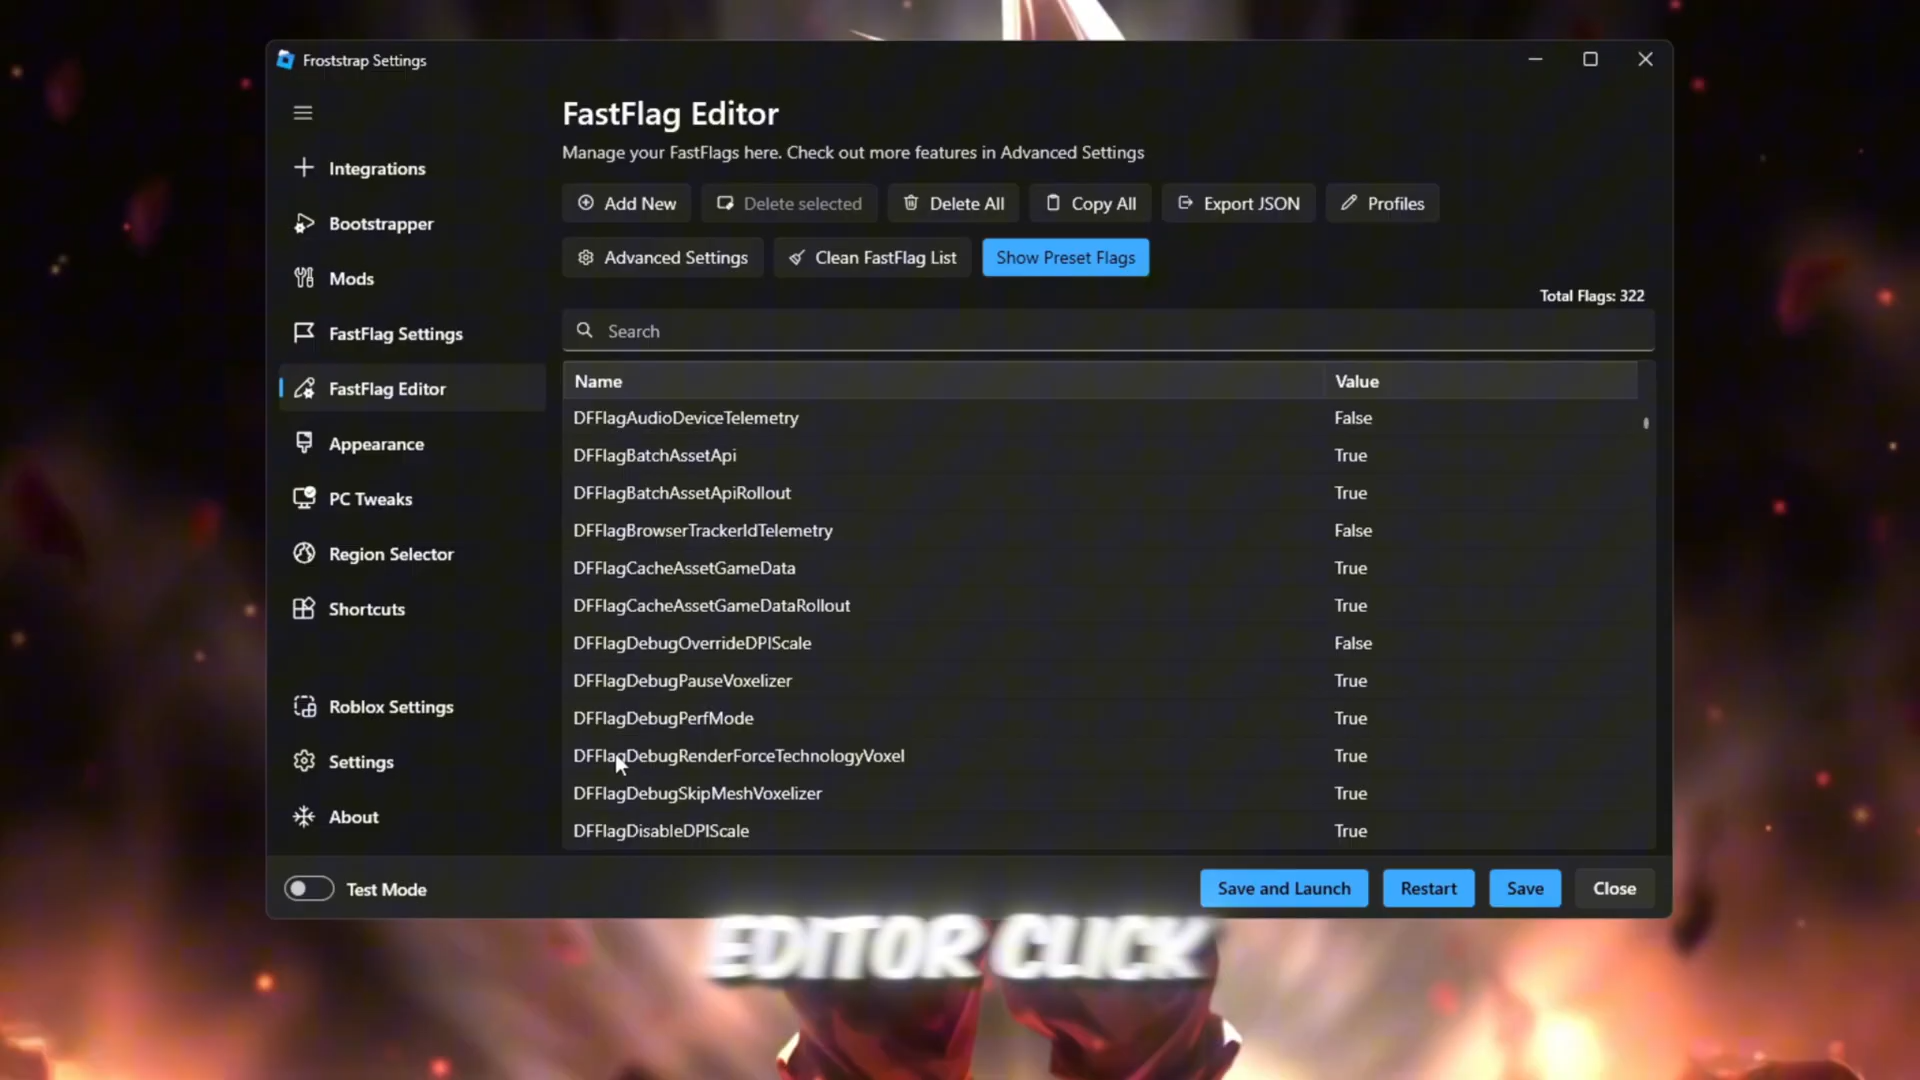 Froststrap Settings
FastFlag Editor
Manage your FastFlags here. Check out more features in Advanced Settings
Add New
Delete selected
Delete All
Copy All
Export JSON
Profiles
Advanced Settings
Clean FastFlag List
Show Preset Flags
Total Flags: 322
Search
Integrations
Bootstrapper
Mods
FastFlag Settings
FastFlag Editor
Appearance
PC Tweaks
Region Selector
Shortcuts
Roblox Settings
Settings
About
Name Value
DFFlagAudioDeviceTelemetry False
DFFlagBatchAssetApi True
DFFlagBatchAssetApiRollout True
DFFlagBrowserTrackerIdTelemetry False
DFFlagCacheAssetGameData True
DFFlagCacheAssetGameDataRollout True
DFFlagDebugOverrideDPIScale False
DFFlagDebugPauseVoxelizer True
DFFlagDebugPerfMode True
DFFlagDebugRenderForceTechnologyVoxel True
DFFlagDebugSkipMeshVoxelizer True
DFFlagDisableDPIScale True
Test Mode
Save and Launch
Restart
Save
Close
EDITOR CLICK